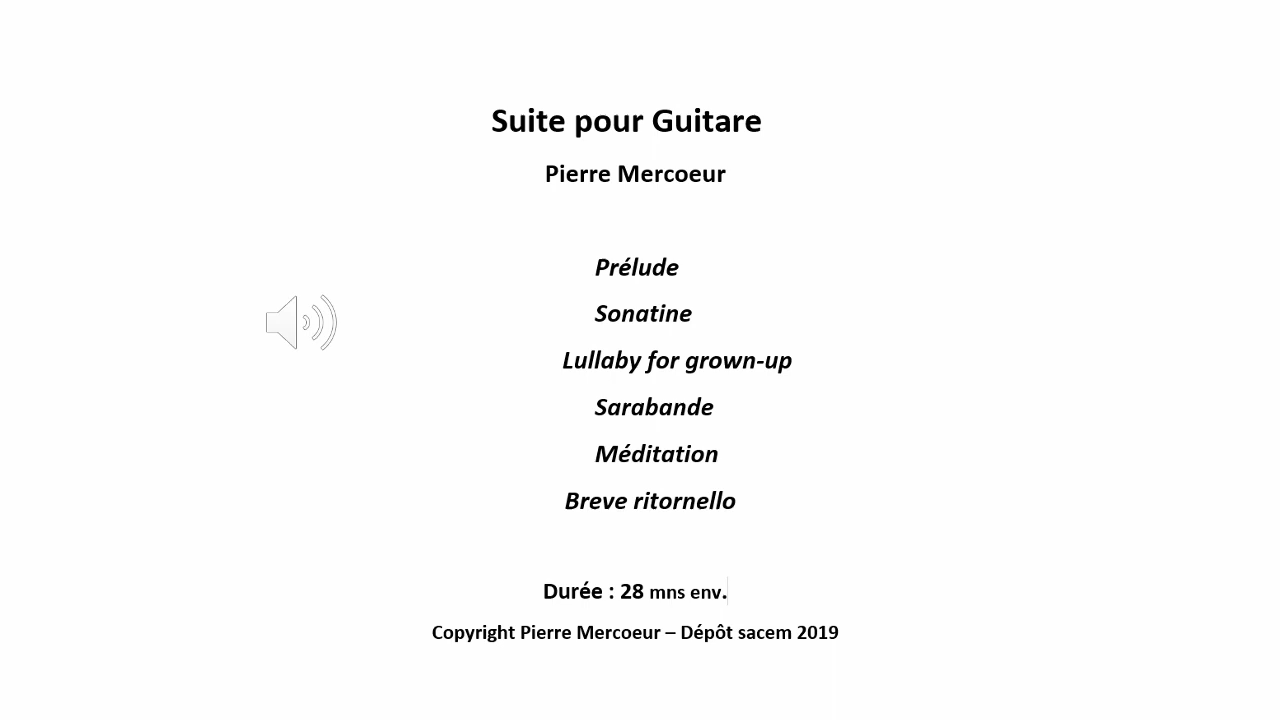 Suite pour Guitare
Pierre Mercoeur
Prélude
Sonatine
Lullaby for grown-up
Sarabande
Méditation
Breve ritornello
Durée : 28 mns env.
Copyright Pierre Mercoeur – Dépôt sacem 2019